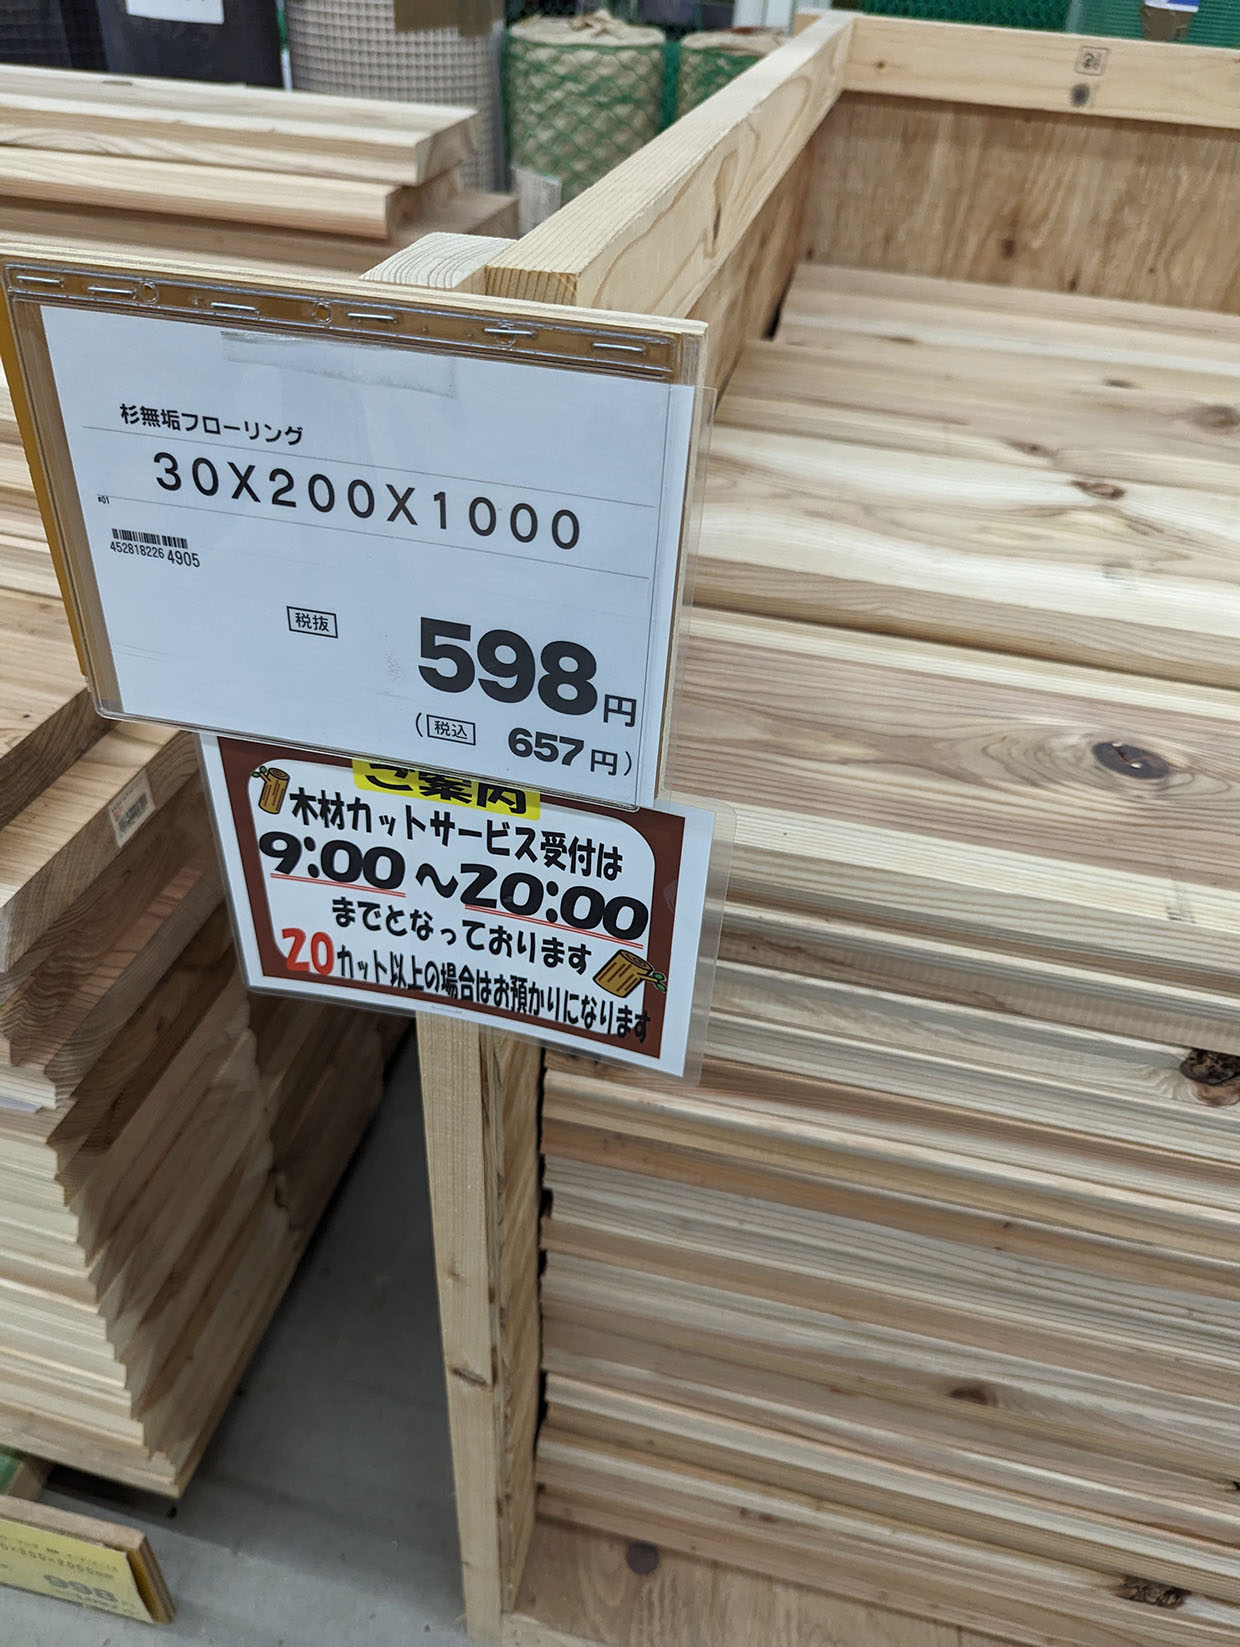 杉無垢フローリング
30X200X1000
#01
452818226 4905
税抜
598円
(税込 657円)
ご案内
木材カットサービス受付は
9:00～20:00
までとなっております
20カット以上の場合はお預かりになります
998